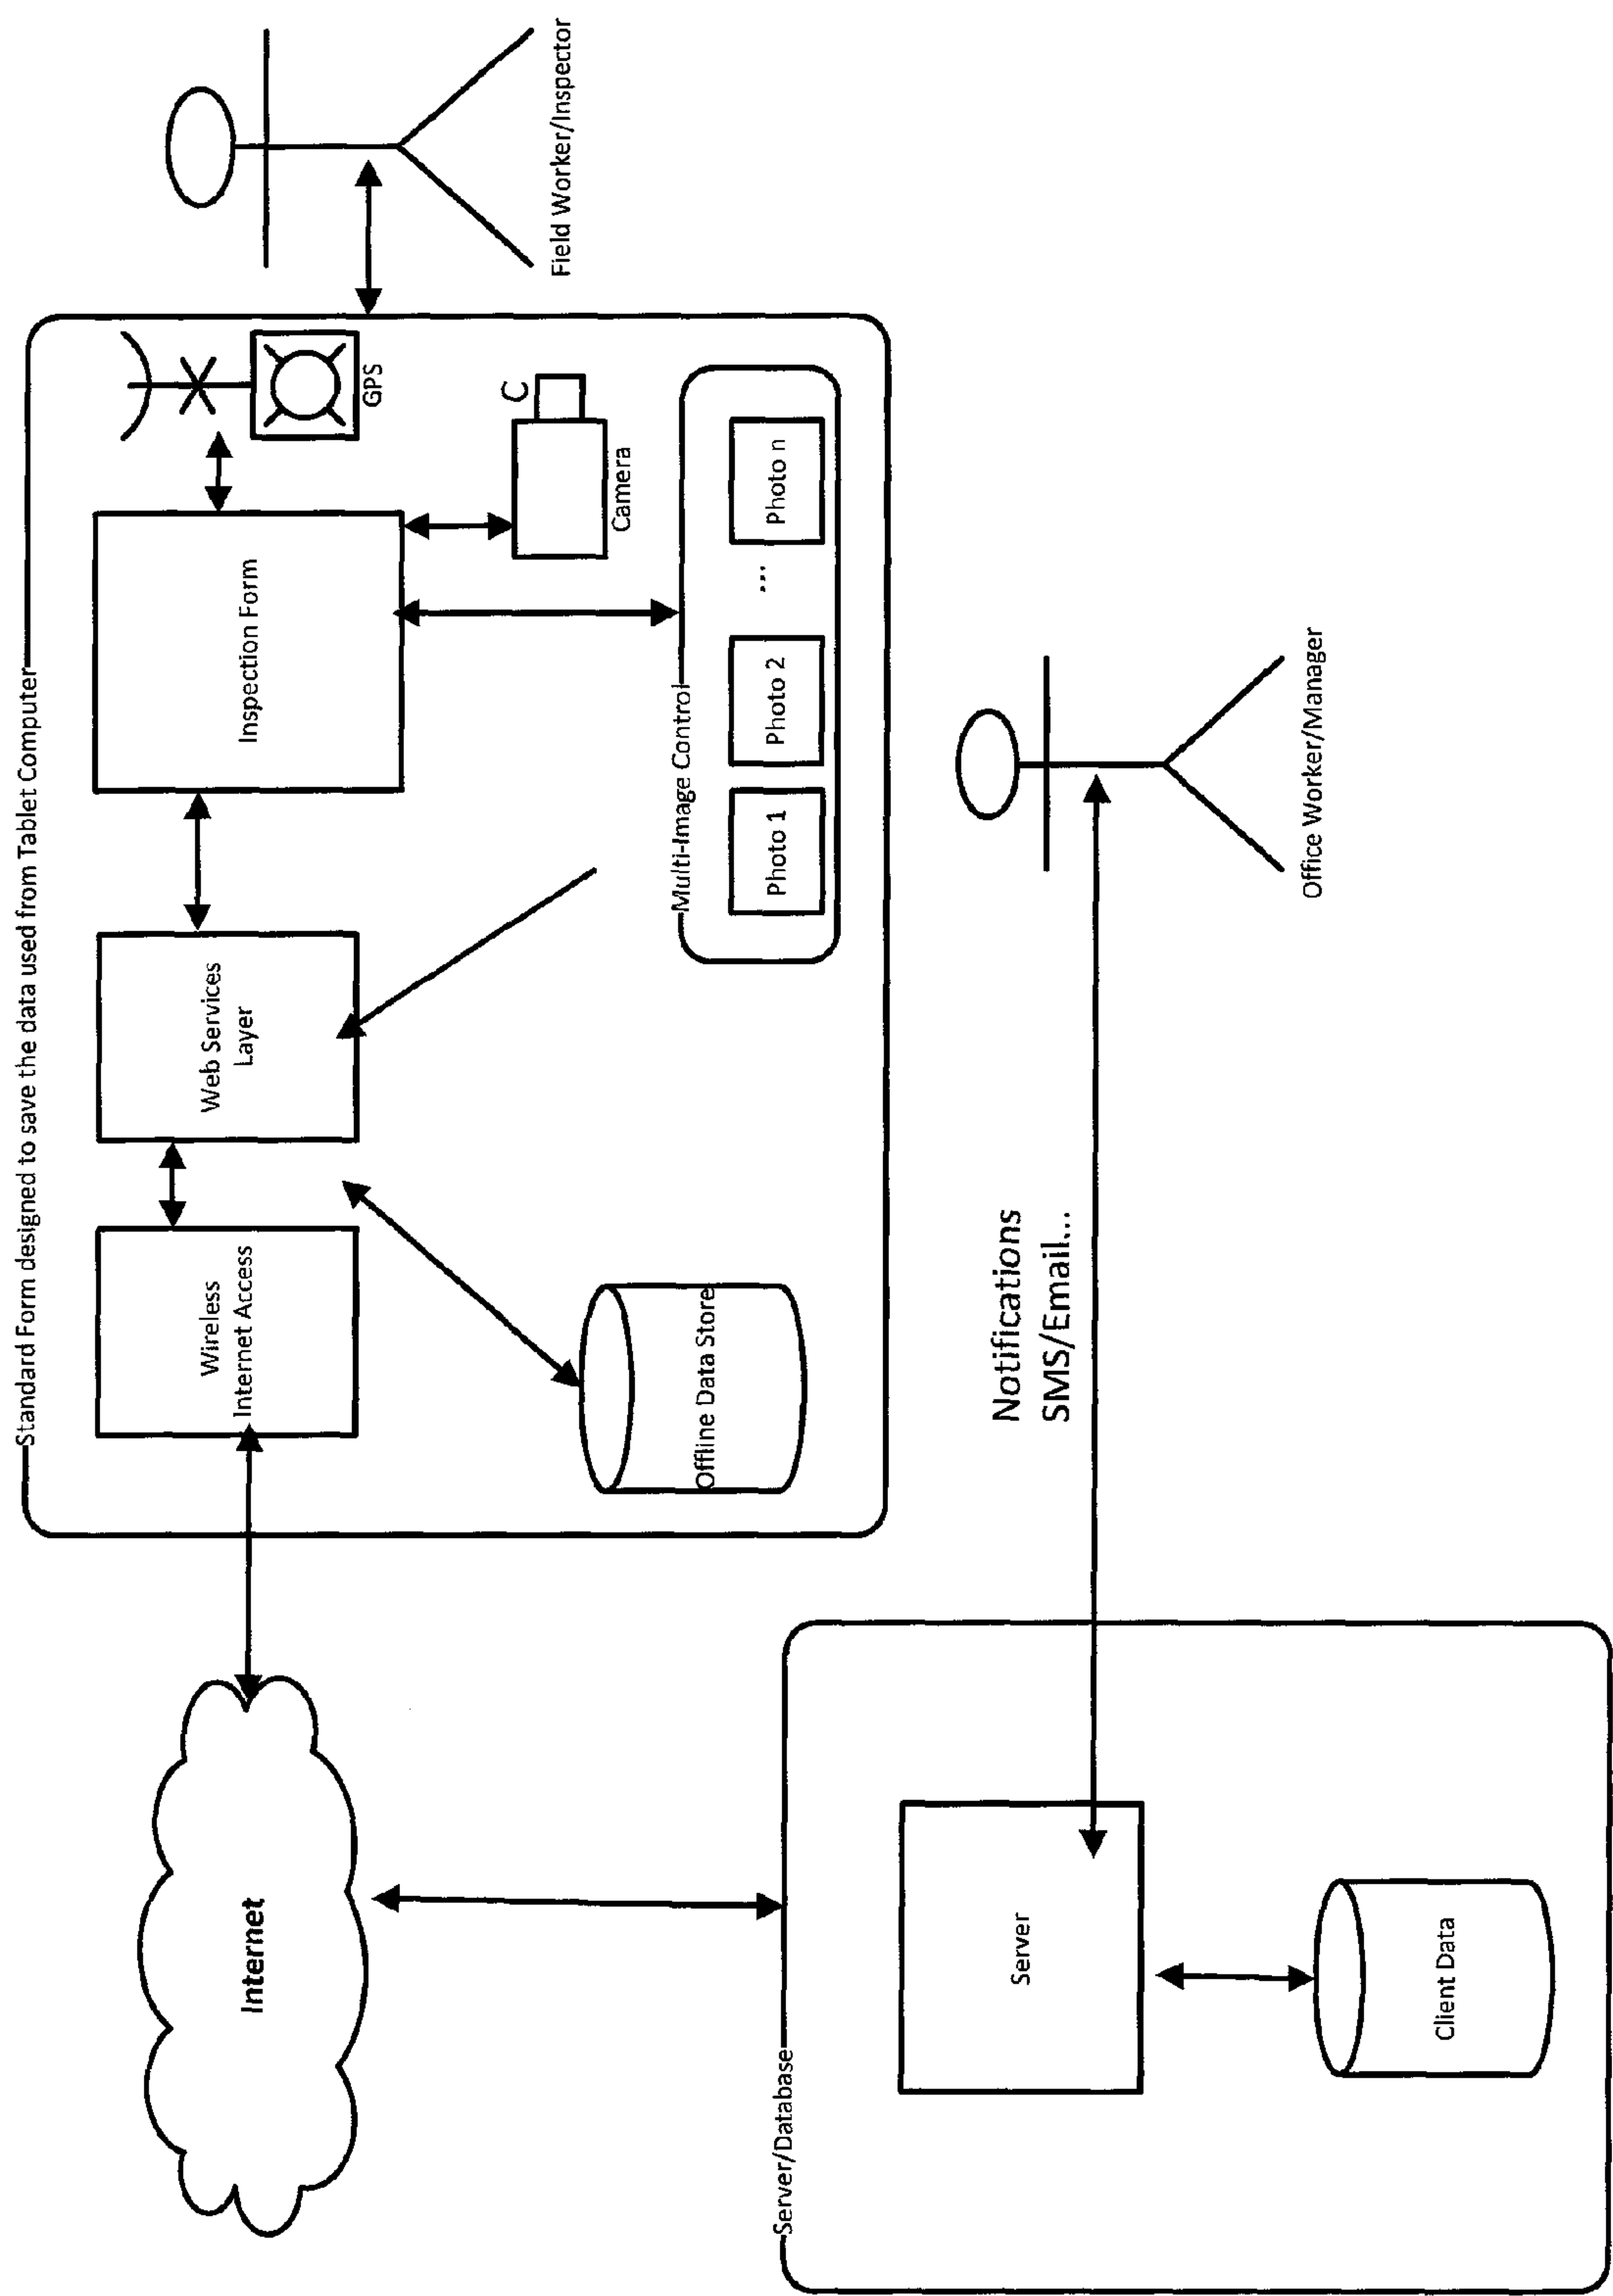 Standard Form designed to save the data used from Tablet Computer
Internet
Wireless
Internet Access
Web Services
Layer
Inspection Form
GPS
C
Camera
Field Worker/Inspector
Offline Data Store
Multi-Image Control
Photo 1
Photo 2
...
Photo n
Server/Database
Server
Client Data
Notifications
SMS/Email...
Office Worker/Manager